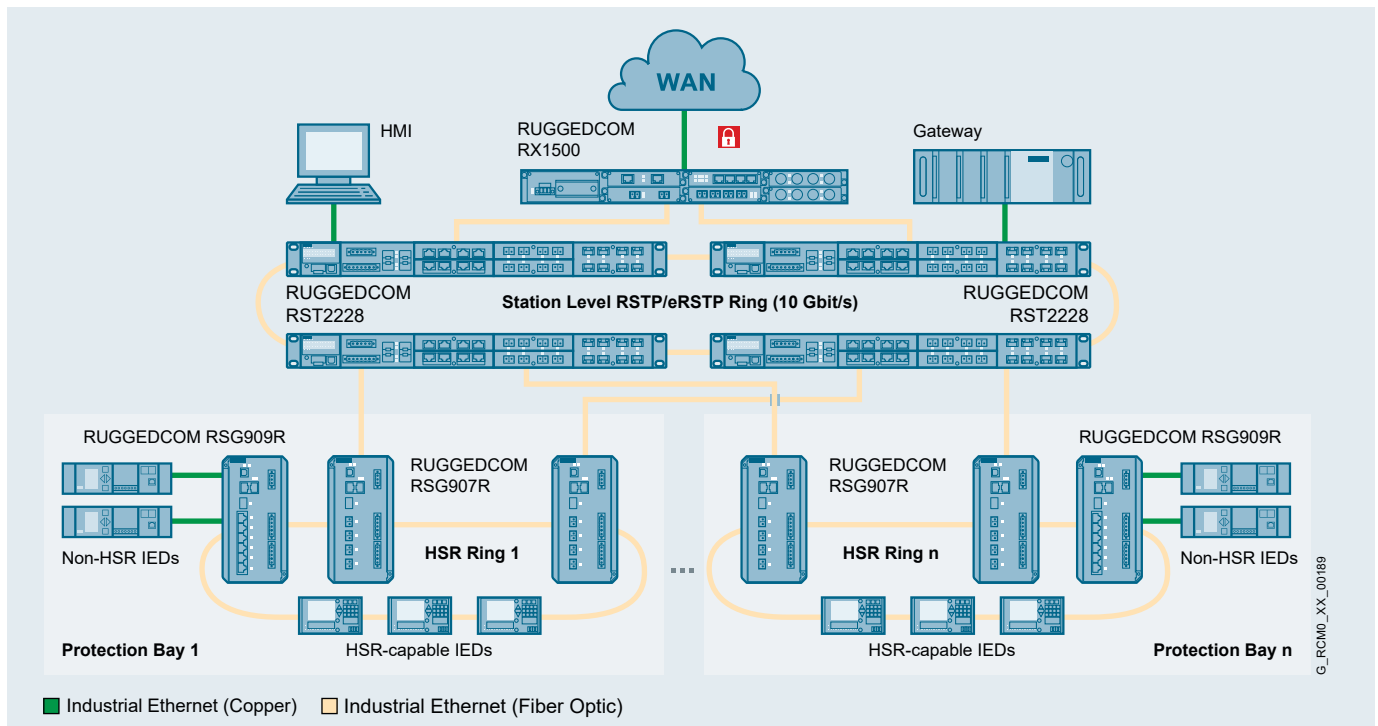 WAN
HMI
RUGGEDCOM
RX1500
Gateway
RUGGEDCOM
RST2228
Station Level RSTP/eRSTP Ring (10 Gbit/s)
RUGGEDCOM
RST2228
RUGGEDCOM RSG909R
RUGGEDCOM
RSG907R
RUGGEDCOM
RSG907R
RUGGEDCOM RSG909R
Non-HSR IEDs
HSR Ring 1
...
HSR Ring n
Non-HSR IEDs
Protection Bay 1
HSR-capable IEDs
HSR-capable IEDs
Protection Bay n
G_RCM0_XX_00189
Industrial Ethernet (Copper)
Industrial Ethernet (Fiber Optic)